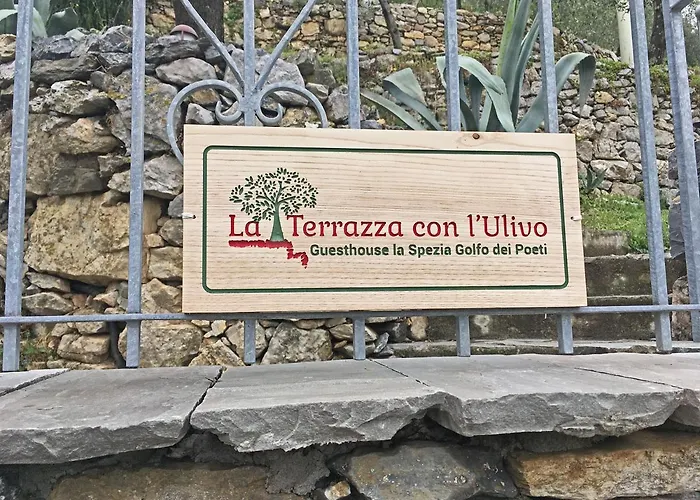 La Terrazza con l'Ulivo
Guesthouse la Spezia Golfo dei Poeti